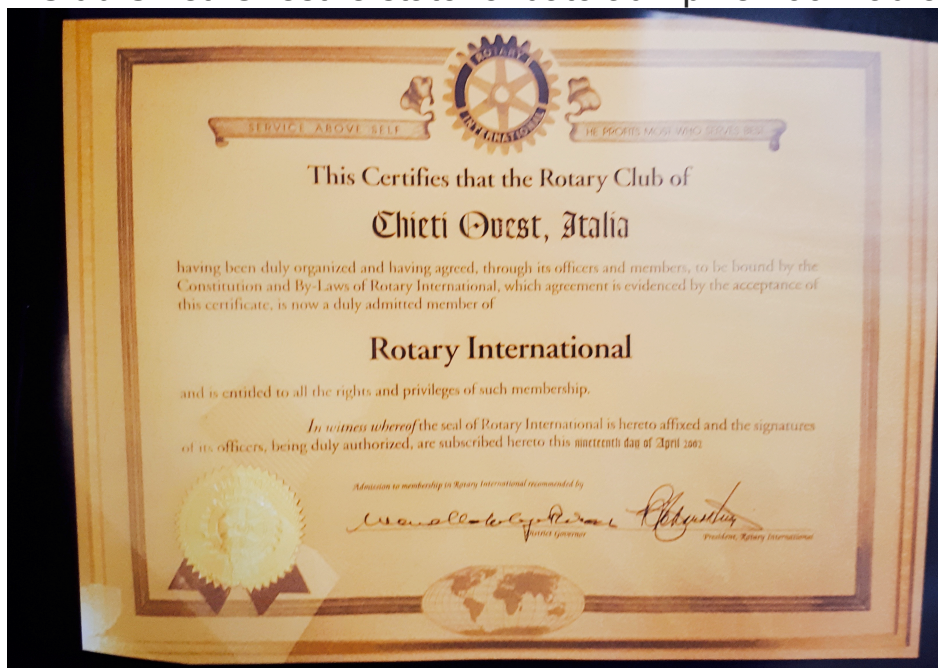 ROTARY
INTERNATIONAL
SERVICE ABOVE SELF
HE PROFITS MOST WHO SERVES BEST
This Certifies that the Rotary Club of
Chieti Ovest, Italia
having been duly organized and having agreed, through its officers and members, to be bound by the
Constitution and By-Laws of Rotary International, which agreement is evidenced by the acceptance of
this certificate, is now a duly admitted member of
Rotary International
and is entitled to all the rights and privileges of such membership.
In witness whereof the seal of Rotary International is hereto affixed and the signatures
of its officers, being duly authorized, are subscribed hereto this nineteenth day of April 2002
Admission to membership in Rotary International recommended by
District Governor
President, Rotary International